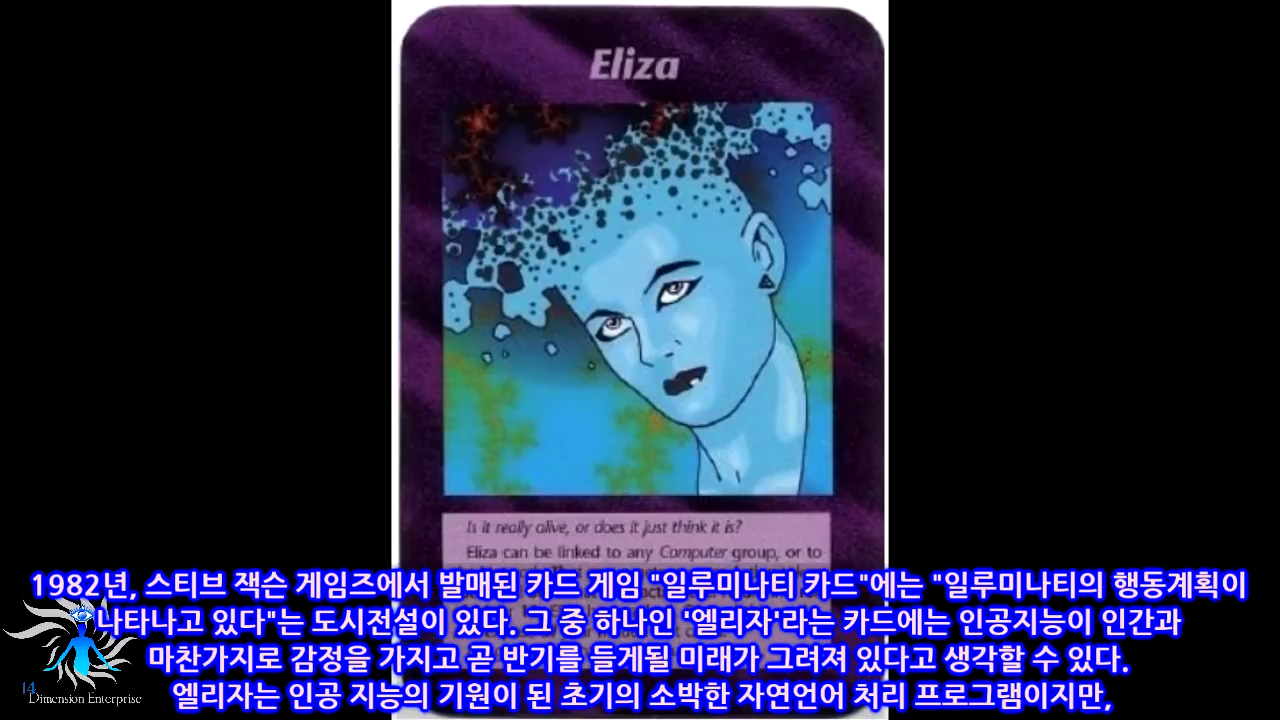 Eliza
Is it really alive, or does it just think it is?
Eliza can be linked to any Computer group, or to
1982년, 스티브 잭슨 게임즈에서 발매된 카드 게임 "일루미나티 카드"에는 "일루미나티의 행동계획이
나타나고 있다"는 도시전설이 있다. 그 중 하나인 '엘리자'라는 카드에는 인공지능이 인간과
마찬가지로 감정을 가지고 곧 반기를 들게될 미래가 그려져 있다고 생각할 수 있다.
엘리자는 인공 지능의 기원이 된 초기의 소박한 자연언어 처리 프로그램이지만,
14
Dimension Enterprise